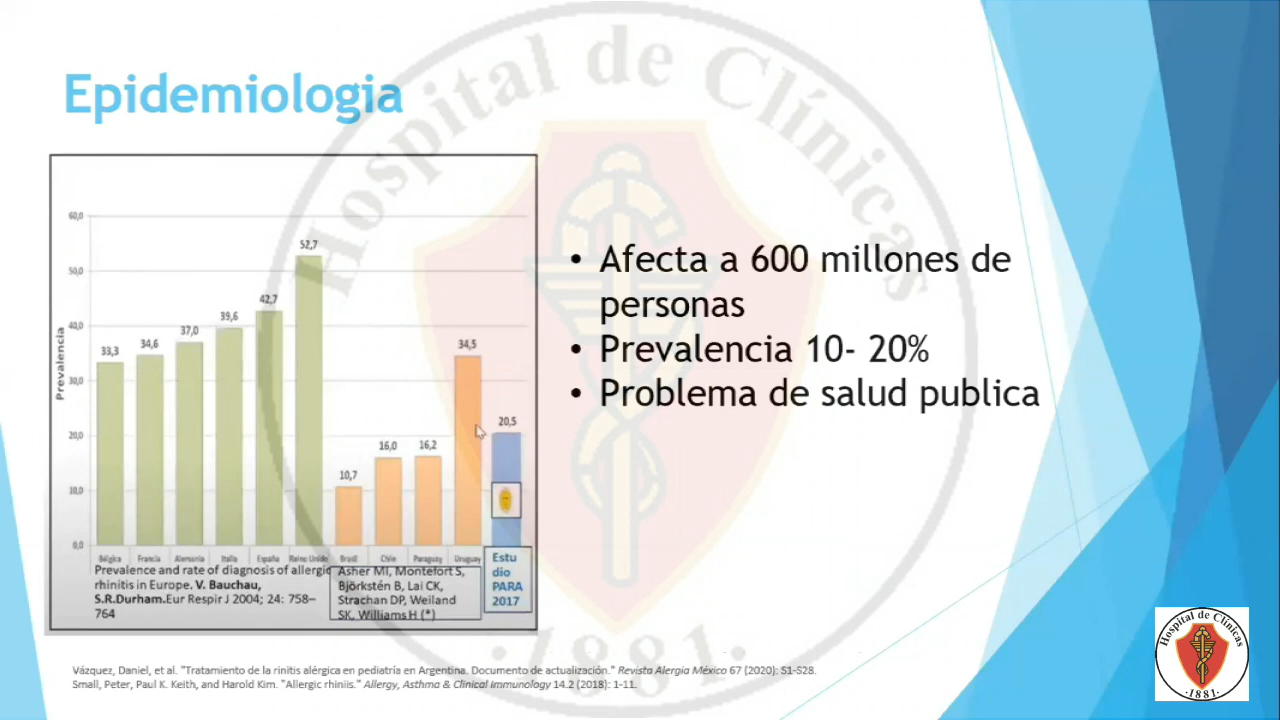 Hospital de Clínicas
Epidemiologia
60,0
50,0
40,0
30,0
20,0
10,0
0,0
Prevalencia
33,3
34,6
37,0
39,6
42,7
52,7
10,7
16,0
16,2
34,5
20,5
Bélgica
Francia
Alemania
Italia
España
Reino Unido
Brasil
Chile
Paraguay
Uruguay
Prevalence and rate of diagnosis of allergic
rhinitis in Europe. V. Bauchau,
S.R.Durham.Eur Respir J 2004; 24: 758–
764
Asher MI, Montefort S,
Björkstén B, Lai CK,
Strachan DP, Weiland
SK, Williams H (*)
Estu
dio
PARA
2017
• Afecta a 600 millones de
personas
• Prevalencia 10- 20%
• Problema de salud publica
Vázquez, Daniel, et al. "Tratamiento de la rinitis alérgica en pediatría en Argentina. Documento de actualización." Revista Alergia México 67 (2020): S1-S28.
Small, Peter, Paul K. Keith, and Harold Kim. "Allergic rhiniis." Allergy, Asthma & Clinical Immunology 14.2 (2018): 1-11.
·1881·
Hospital de Clínicas
·1881·